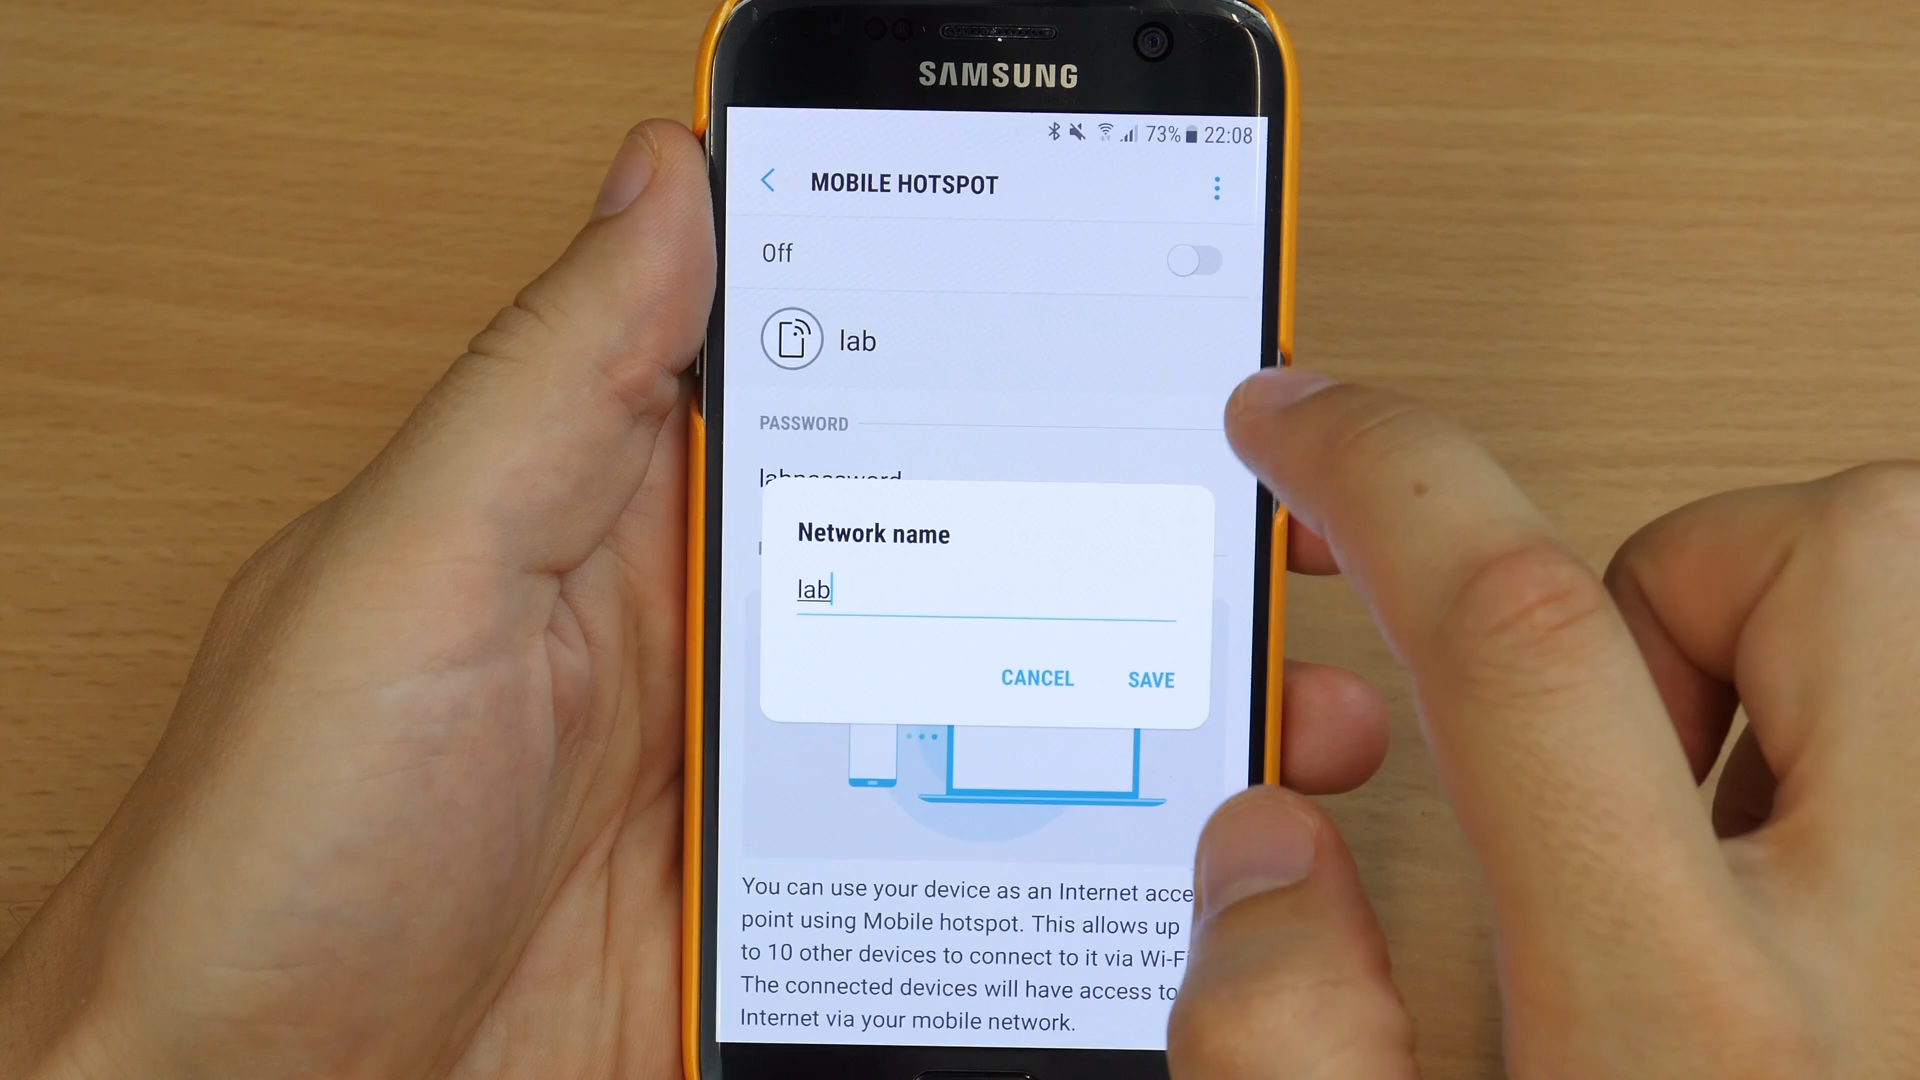 SAMSUNG
73% 22:08
MOBILE HOTSPOT
Off
lab
PASSWORD
labpassword
Network name
lab
CANCEL SAVE
You can use your device as an Internet acce
point using Mobile hotspot. This allows up
to 10 other devices to connect to it via Wi-F
The connected devices will have access to
Internet via your mobile network.